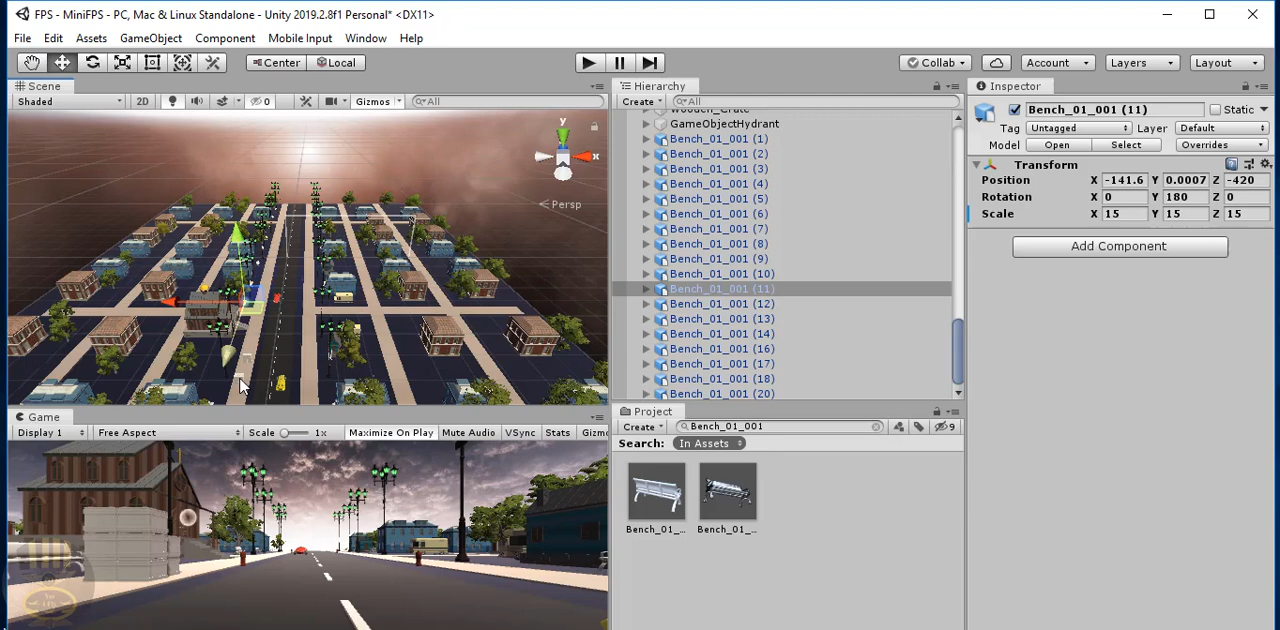 FPS - MiniFPS - PC, Mac & Linux Standalone - Unity 2019.2.8f1 Personal* <DX11>
File Edit Assets GameObject Component Mobile Input Window Help
Center Local Collab Account Layers Layout
Scene
Shaded 2D 0 Gizmos All
y
x
Persp
Hierarchy
Create All
Wooden_Crate
GameObjectHydrant
Bench_01_001 (1)
Bench_01_001 (2)
Bench_01_001 (3)
Bench_01_001 (4)
Bench_01_001 (5)
Bench_01_001 (6)
Bench_01_001 (7)
Bench_01_001 (8)
Bench_01_001 (9)
Bench_01_001 (10)
Bench_01_001 (11)
Bench_01_001 (12)
Bench_01_001 (13)
Bench_01_001 (14)
Bench_01_001 (16)
Bench_01_001 (17)
Bench_01_001 (18)
Bench_01_001 (20)
Inspector
Bench_01_001 (11) Static
Tag Untagged Layer Default
Model Open Select Overrides
Transform
Position X -141.6 Y 0.0007 Z -420
Rotation X 0 Y 180 Z 0
Scale X 15 Y 15 Z 15
Add Component
Game
Display 1 Free Aspect Scale 1x Maximize On Play Mute Audio VSync Stats Gizmo
Project
Create Bench_01_001 9
Search: In Assets
Bench_01_... Bench_01_...